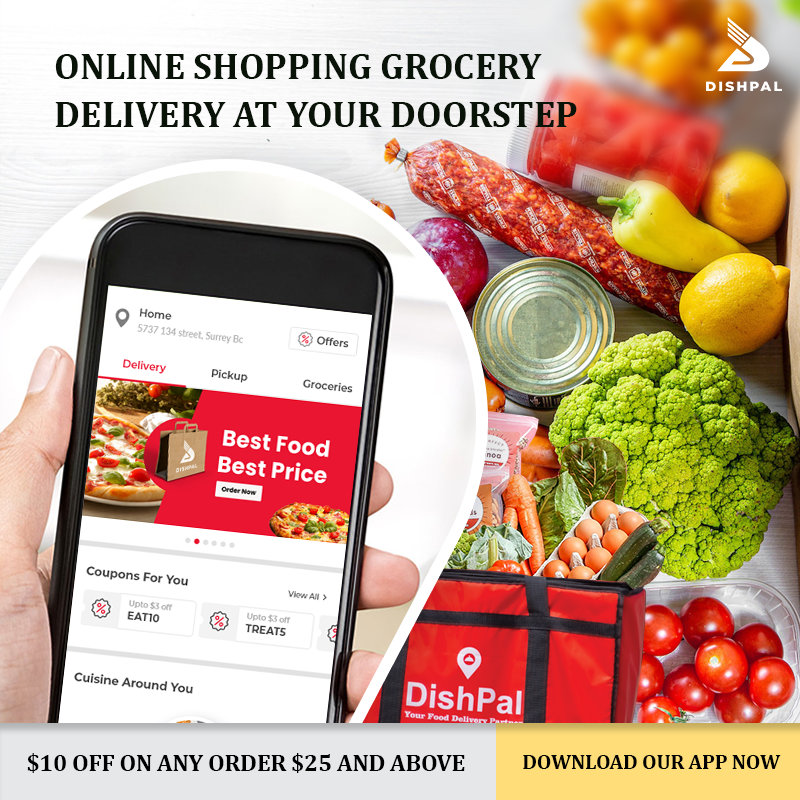 ONLINE SHOPPING GROCERY
DELIVERY AT YOUR DOORSTEP
DISHPAL
Home
5737 134 street, Surrey Bc
Offers
Delivery
Pickup
Groceries
Best Food
Best Price
Order Now
DISHPAL
Coupons For You
View All >
Upto $3 off
EAT10
Upto $3 off
TREAT5
Cuisine Around You
DishPal
Your Food Delivery Partner
$10 OFF ON ANY ORDER $25 AND ABOVE
DOWNLOAD OUR APP NOW